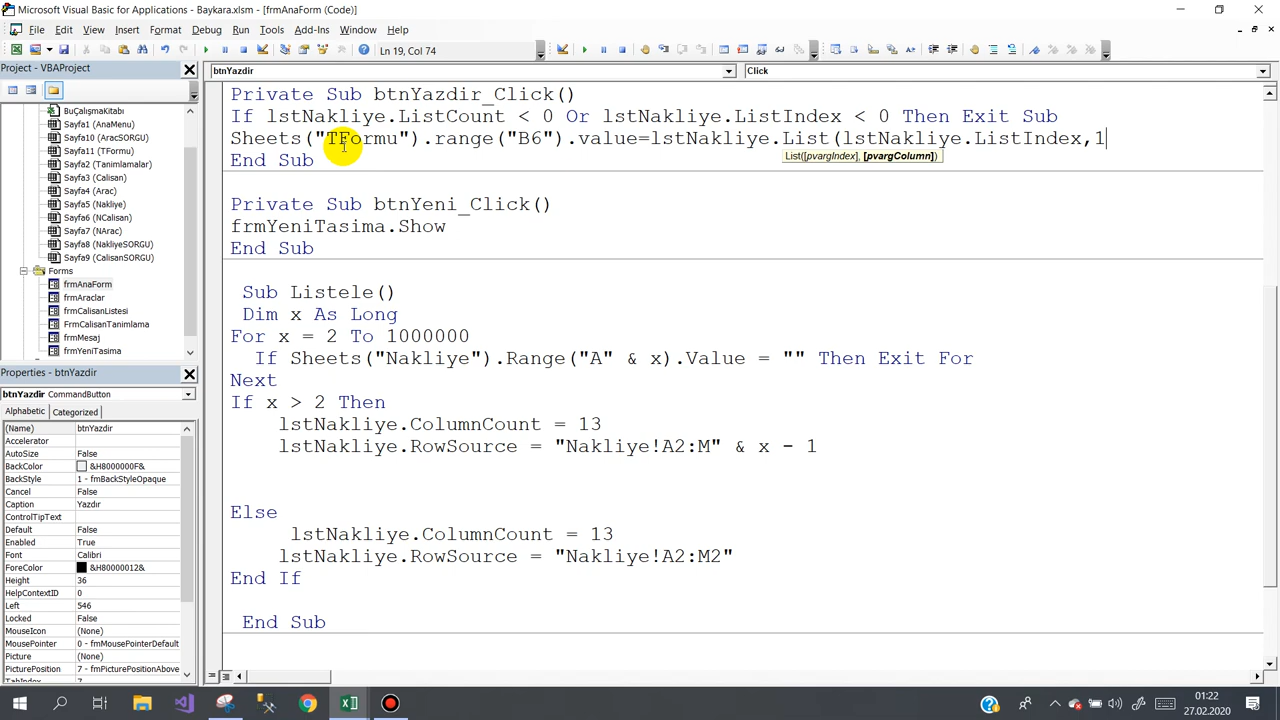 Microsoft Visual Basic for Applications - Baykara.xlsm - [frmAnaForm (Code)]
File Edit View Insert Format Debug Run Tools Add-Ins Window Help
Ln 19, Col 74
Project - VBAProject
btnYazdir
Click
BuÇalışmaKitabı
Sayfa1 (AnaMenu)
Sayfa10 (AracSORGU)
Sayfa11 (TFormu)
Sayfa2 (Tanimlamalar)
Sayfa3 (Calisan)
Sayfa4 (Arac)
Sayfa5 (Nakliye)
Sayfa6 (NCalisan)
Sayfa7 (NArac)
Sayfa8 (NakliyeSORGU)
Sayfa9 (CalisanSORGU)
Forms
frmAnaForm
frmAraclar
frmCalisanListesi
FrmCalisanTanimlama
frmMesaj
frmYeniTasima
Properties - btnYazdir
btnYazdir CommandButton
Alphabetic Categorized
(Name) btnYazdir
Accelerator
AutoSize False
BackColor &H8000000F&
BackStyle 1 - fmBackStyleOpaque
Cancel False
Caption Yazdır
ControlTipText
Default False
Enabled True
Font Calibri
ForeColor &H80000012&
Height 36
HelpContextID 0
Left 546
Locked False
MouseIcon (None)
MousePointer 0 - fmMousePointerDefault
Picture (None)
PicturePosition 7 - fmPicturePositionAbove
Private Sub btnYazdir_Click()
If lstNakliye.ListCount < 0 Or lstNakliye.ListIndex < 0 Then Exit Sub
Sheets("TFormu").range("B6").value=lstNakliye.List(lstNakliye.ListIndex,1
List([pvargIndex], [pvargColumn])
End Sub
Private Sub btnYeni_Click()
frmYeniTasima.Show
End Sub
Sub Listele()
Dim x As Long
For x = 2 To 1000000
If Sheets("Nakliye").Range("A" & x).Value = "" Then Exit For
Next
If x > 2 Then
lstNakliye.ColumnCount = 13
lstNakliye.RowSource = "Nakliye!A2:M" & x - 1
Else
lstNakliye.ColumnCount = 13
lstNakliye.RowSource = "Nakliye!A2:M2"
End If
End Sub
01:22
27.02.2020